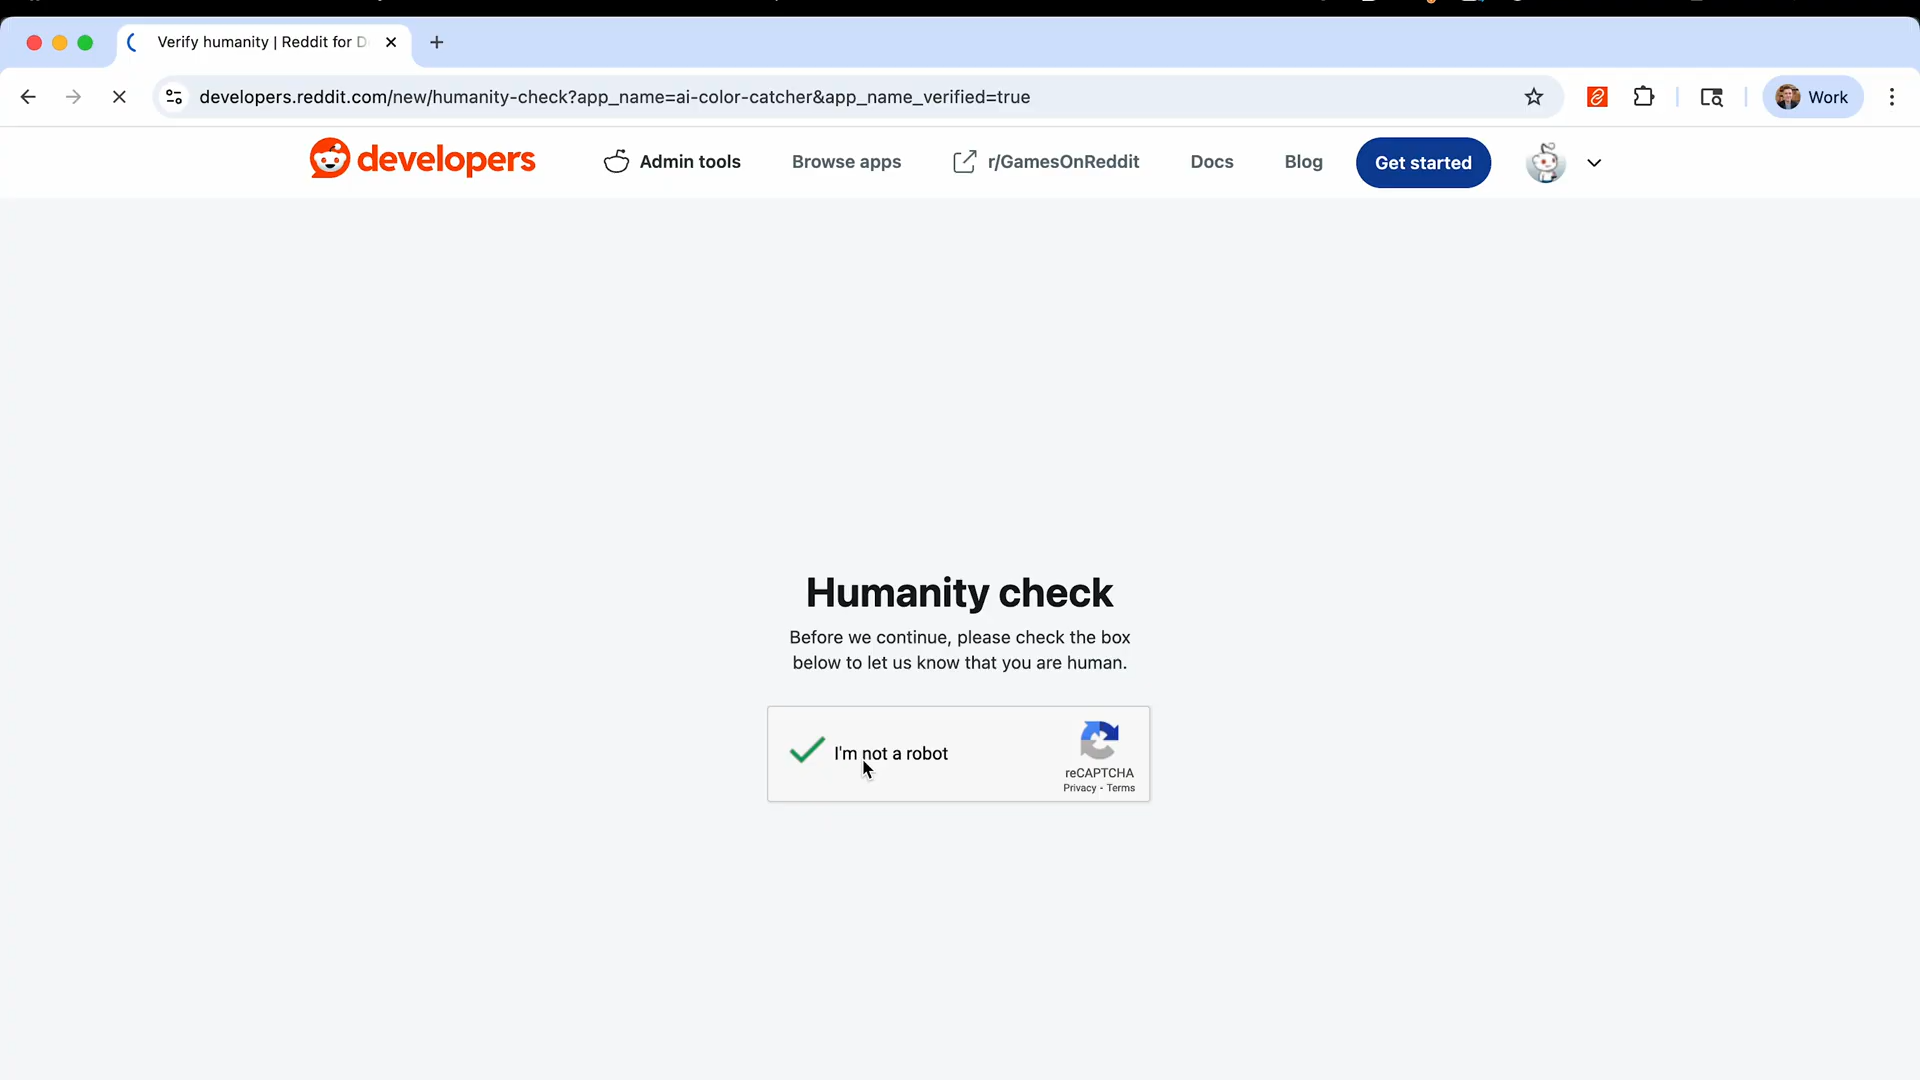 Verify humanity | Reddit for D
developers.reddit.com/new/humanity-check?app_name=ai-color-catcher&app_name_verified=true
Work
developers
Admin tools
Browse apps
r/GamesOnReddit
Docs
Blog
Get started
Humanity check
Before we continue, please check the box
below to let us know that you are human.
I'm not a robot
reCAPTCHA
Privacy - Terms